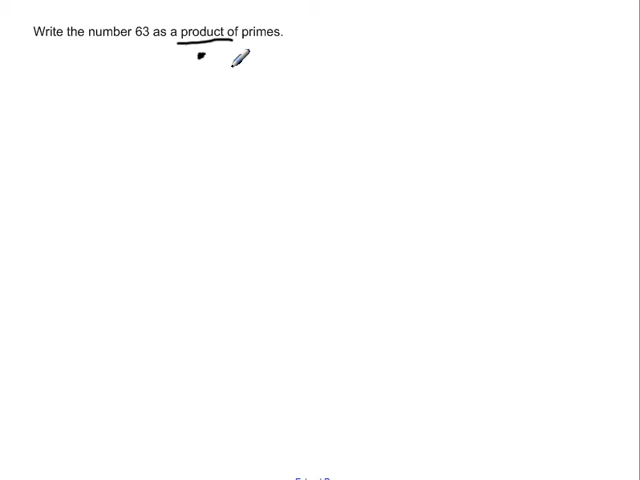 Write the number 63 as a product of primes.